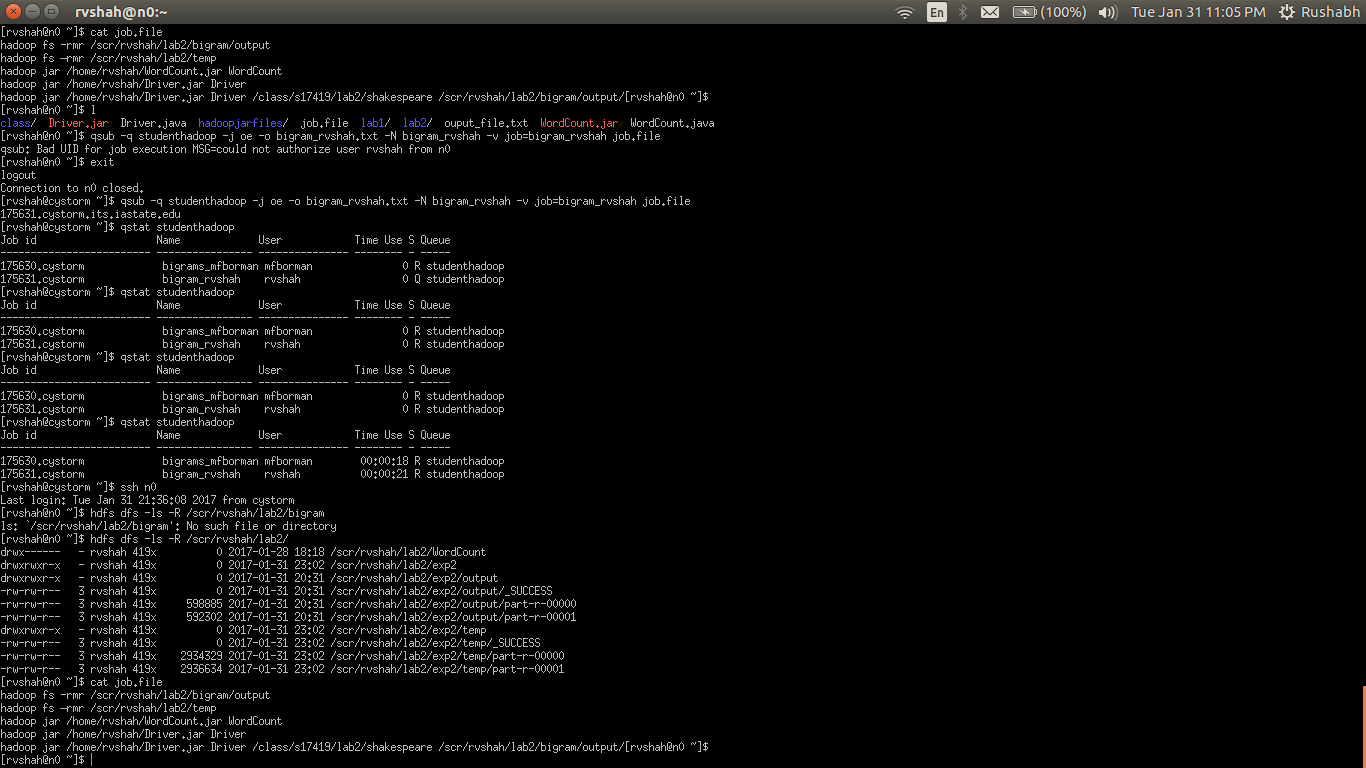 rvshah@n0:~
En (100%) Tue Jan 31 11:05 PM Rushabh
[rvshah@n0 ~]$ cat job.file
hadoop fs -rmr /scr/rvshah/lab2/bigram/output
hadoop fs –rmr /scr/rvshah/lab2/temp
hadoop jar /home/rvshah/WordCount.jar WordCount
hadoop jar /home/rvshah/Driver.jar Driver
hadoop jar /home/rvshah/Driver.jar Driver /class/s17419/lab2/shakespeare /scr/rvshah/lab2/bigram/output/[rvshah@n0 ~]$
[rvshah@n0 ~]$ l
class/  Driver.jar  Driver.java  hadoopjarfiles/  job.file  lab1/  lab2/  ouput_file.txt  WordCount.jar  WordCount.java
[rvshah@n0 ~]$ qsub -q studenthadoop -j oe -o bigram_rvshah.txt -N bigram_rvshah -v job=bigram_rvshah job.file
qsub: Bad UID for job execution MSG=could not authorize user rvshah from n0
[rvshah@n0 ~]$ exit
logout
Connection to n0 closed.
[rvshah@cystorm ~]$ qsub -q studenthadoop -j oe -o bigram_rvshah.txt -N bigram_rvshah -v job=bigram_rvshah job.file
175631.cystorm.its.iastate.edu
[rvshah@cystorm ~]$ qstat studenthadoop
Job id                    Name             User            Time Use S Queue
------------------------- ---------------- --------------- -------- - -----
175630.cystorm             bigrams_mfborman mfborman               0 R studenthadoop
175631.cystorm             bigram_rvshah    rvshah                 0 Q studenthadoop
[rvshah@cystorm ~]$ qstat studenthadoop
Job id                    Name             User            Time Use S Queue
------------------------- ---------------- --------------- -------- - -----
175630.cystorm             bigrams_mfborman mfborman               0 R studenthadoop
175631.cystorm             bigram_rvshah    rvshah                 0 R studenthadoop
[rvshah@cystorm ~]$ qstat studenthadoop
Job id                    Name             User            Time Use S Queue
------------------------- ---------------- --------------- -------- - -----
175630.cystorm             bigrams_mfborman mfborman               0 R studenthadoop
175631.cystorm             bigram_rvshah    rvshah                 0 R studenthadoop
[rvshah@cystorm ~]$ qstat studenthadoop
Job id                    Name             User            Time Use S Queue
------------------------- ---------------- --------------- -------- - -----
175630.cystorm             bigrams_mfborman mfborman        00:00:18 R studenthadoop
175631.cystorm             bigram_rvshah    rvshah          00:00:21 R studenthadoop
[rvshah@cystorm ~]$ ssh n0
Last login: Tue Jan 31 21:36:08 2017 from cystorm
[rvshah@n0 ~]$ hdfs dfs -ls -R /scr/rvshah/lab2/bigram
ls: `/scr/rvshah/lab2/bigram': No such file or directory
[rvshah@n0 ~]$ hdfs dfs -ls -R /scr/rvshah/lab2/
drwx------   - rvshah 419x          0 2017-01-28 18:18 /scr/rvshah/lab2/WordCount
drwxrwxr-x   - rvshah 419x          0 2017-01-31 23:02 /scr/rvshah/lab2/exp2
drwxrwxr-x   - rvshah 419x          0 2017-01-31 20:31 /scr/rvshah/lab2/exp2/output
-rw-rw-r--   3 rvshah 419x          0 2017-01-31 20:31 /scr/rvshah/lab2/exp2/output/_SUCCESS
-rw-rw-r--   3 rvshah 419x     598885 2017-01-31 20:31 /scr/rvshah/lab2/exp2/output/part-r-00000
-rw-rw-r--   3 rvshah 419x     592302 2017-01-31 20:31 /scr/rvshah/lab2/exp2/output/part-r-00001
drwxrwxr-x   - rvshah 419x          0 2017-01-31 23:02 /scr/rvshah/lab2/exp2/temp
-rw-rw-r--   3 rvshah 419x          0 2017-01-31 23:02 /scr/rvshah/lab2/exp2/temp/_SUCCESS
-rw-rw-r--   3 rvshah 419x    2934329 2017-01-31 23:02 /scr/rvshah/lab2/exp2/temp/part-r-00000
-rw-rw-r--   3 rvshah 419x    2936634 2017-01-31 23:02 /scr/rvshah/lab2/exp2/temp/part-r-00001
[rvshah@n0 ~]$ cat job.file
hadoop fs -rmr /scr/rvshah/lab2/bigram/output
hadoop fs –rmr /scr/rvshah/lab2/temp
hadoop jar /home/rvshah/WordCount.jar WordCount
hadoop jar /home/rvshah/Driver.jar Driver
hadoop jar /home/rvshah/Driver.jar Driver /class/s17419/lab2/shakespeare /scr/rvshah/lab2/bigram/output/[rvshah@n0 ~]$
[rvshah@n0 ~]$